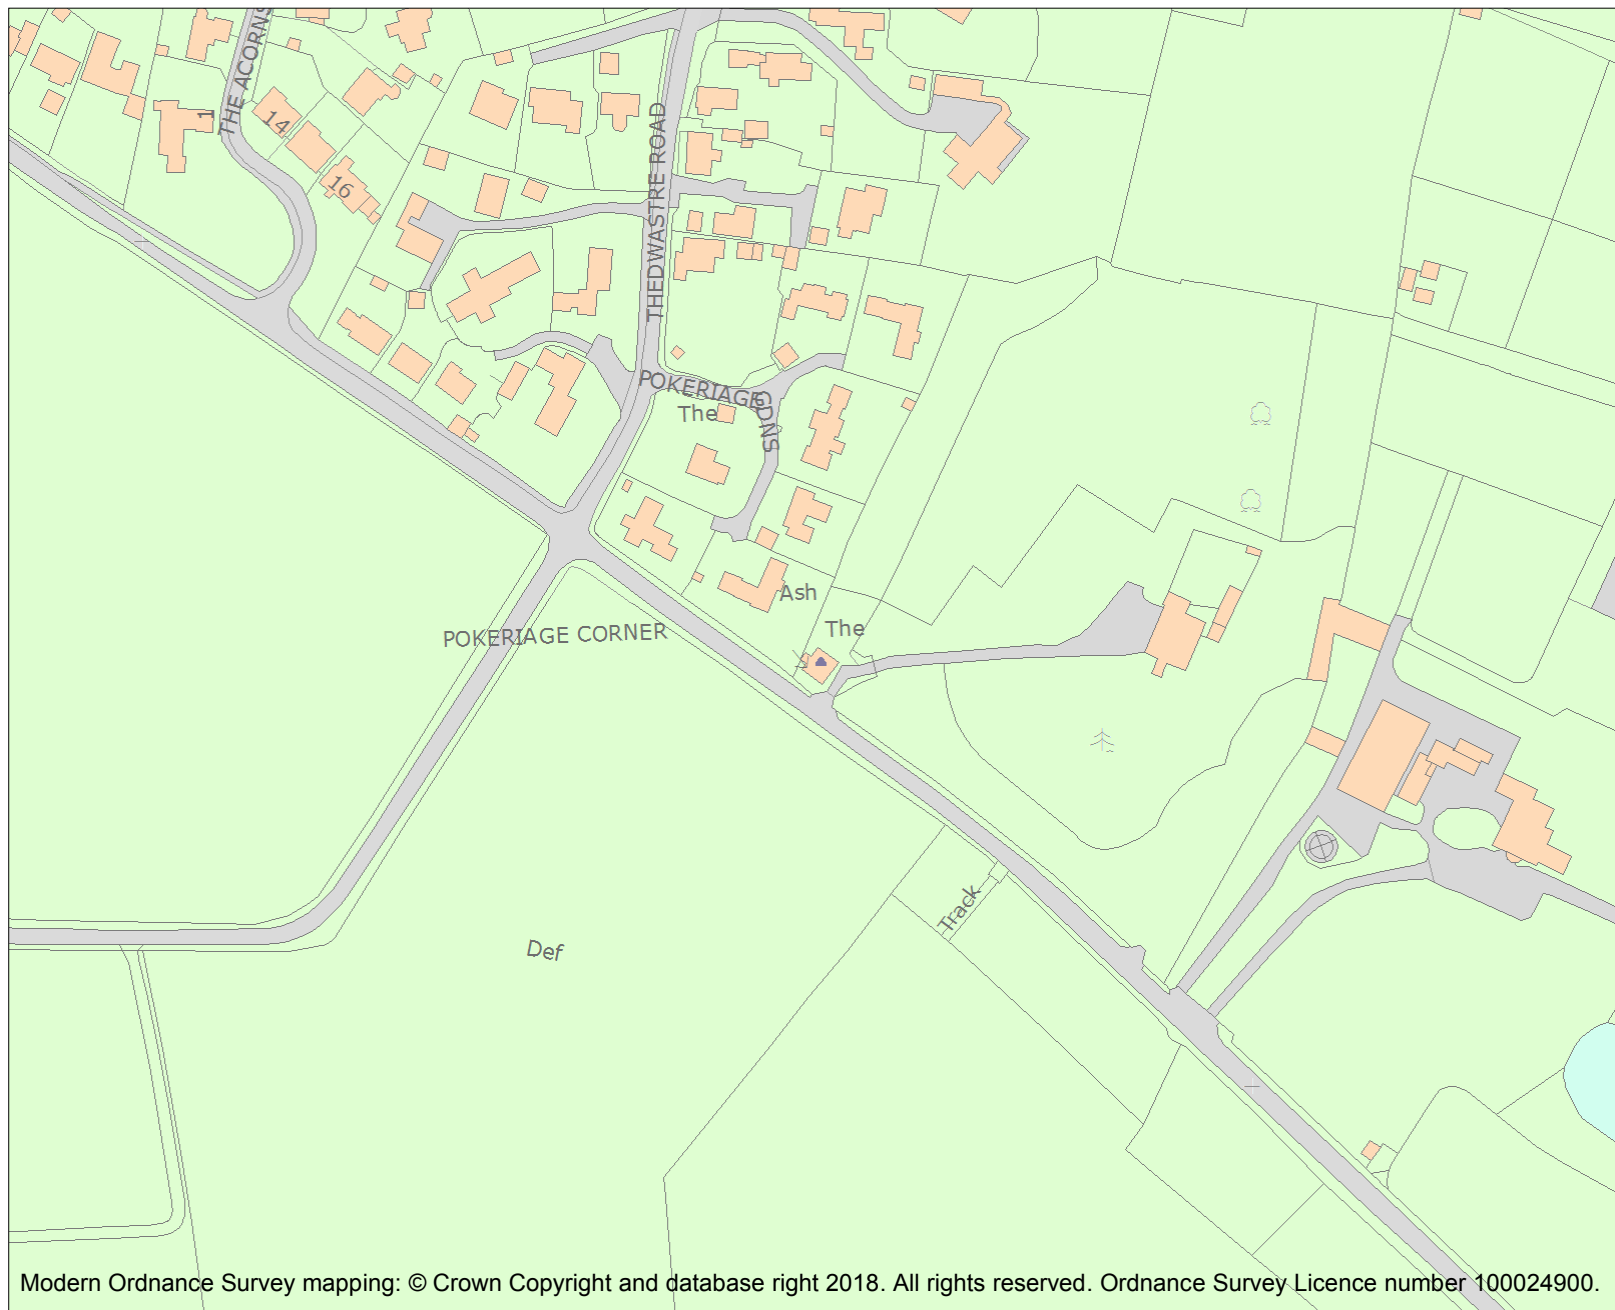 THE ACORNS
1
14
16
THEDWASTRE ROAD
POKERIAGE
GDNS
The
Ash
The
POKERIAGE CORNER
Track
Def
Modern Ordnance Survey mapping: © Crown Copyright and database right 2018. All rights reserved. Ordnance Survey Licence number 100024900.